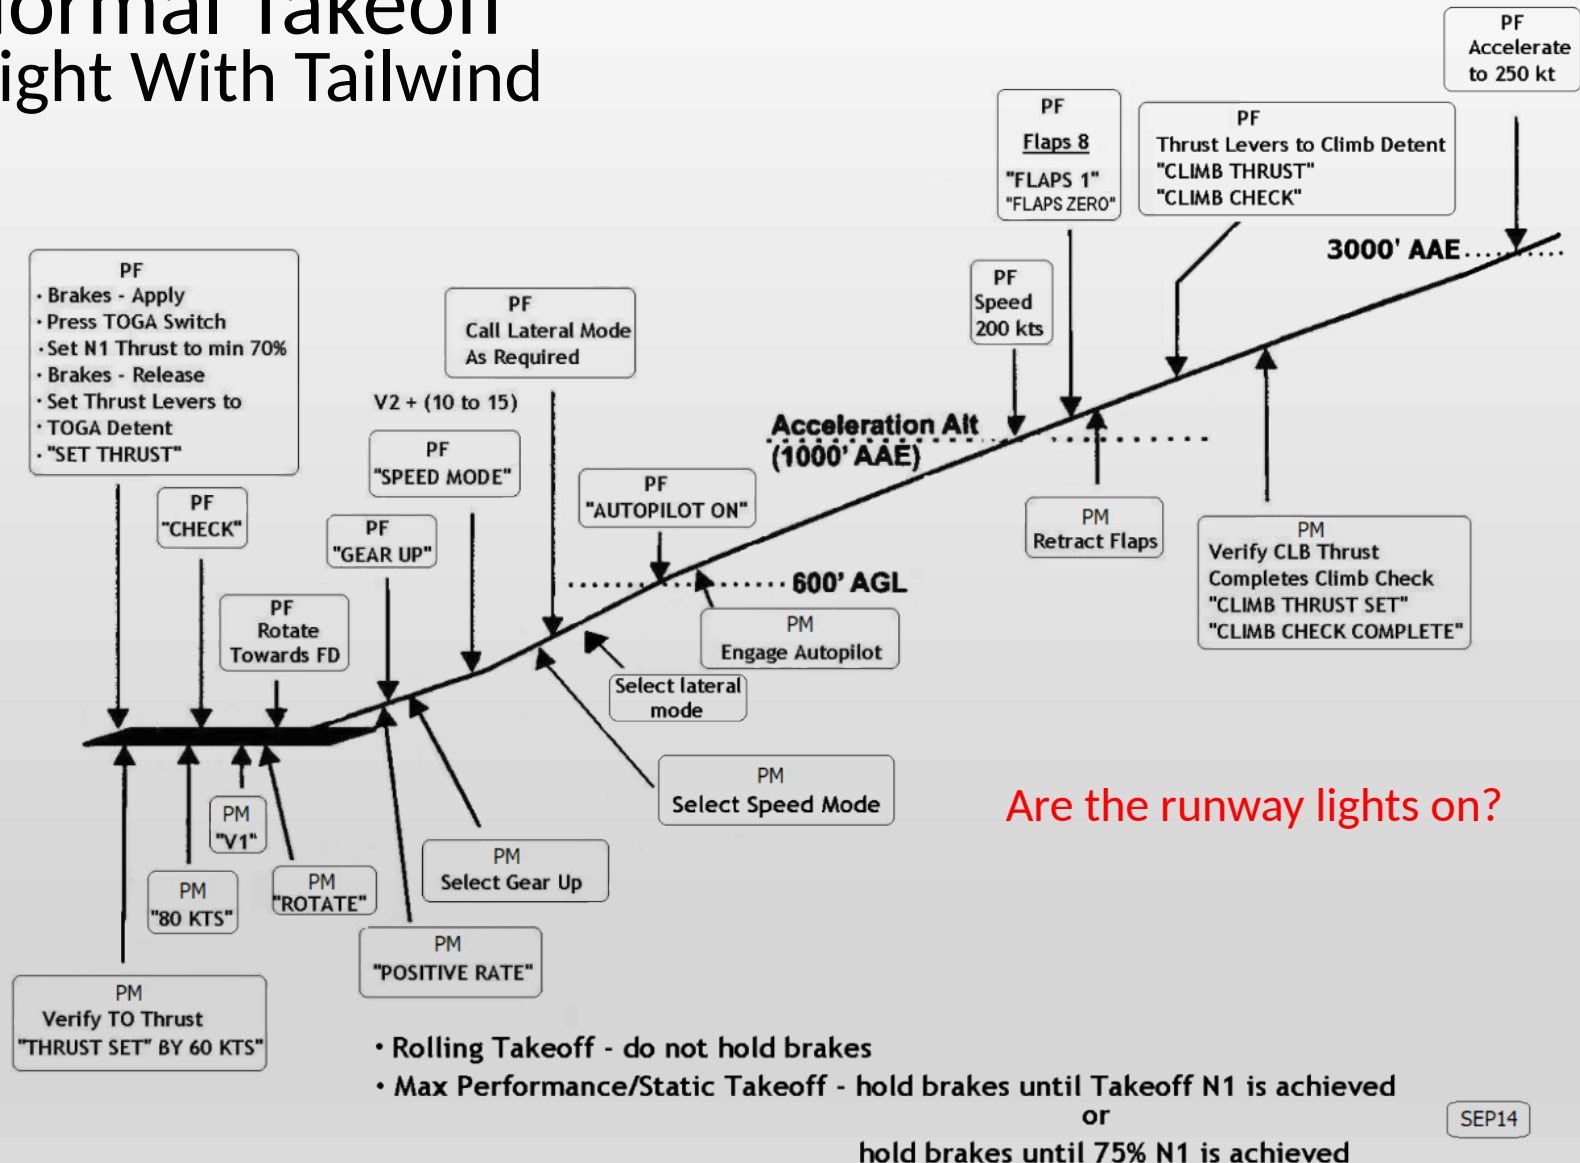 ormal Takeoff
ight With Tailwind
PF
Accelerate
to 250 kt
PF
Flaps 8
"FLAPS 1"
"FLAPS ZERO"
PF
Thrust Levers to Climb Detent
"CLIMB THRUST"
"CLIMB CHECK"
3000' AAE
PF
· Brakes - Apply
· Press TOGA Switch
· Set N1 Thrust to min 70%
· Brakes - Release
· Set Thrust Levers to
· TOGA Detent
· "SET THRUST"
PF
Call Lateral Mode
As Required
PF
Speed
200 kts
V2 + (10 to 15)
PF
"SPEED MODE"
Acceleration Alt
(1000' AAE)
PF
"CHECK"
PF
"GEAR UP"
PF
"AUTOPILOT ON"
PM
Retract Flaps
PM
Verify CLB Thrust
Completes Climb Check
"CLIMB THRUST SET"
"CLIMB CHECK COMPLETE"
600' AGL
PF
Rotate
Towards FD
PM
Engage Autopilot
Select lateral
mode
PM
Select Speed Mode
Are the runway lights on?
PM
"V1"
PM
Select Gear Up
PM
"80 KTS"
PM
"ROTATE"
PM
"POSITIVE RATE"
PM
Verify TO Thrust
"THRUST SET" BY 60 KTS"
• Rolling Takeoff - do not hold brakes
• Max Performance/Static Takeoff - hold brakes until Takeoff N1 is achieved
or
hold brakes until 75% N1 is achieved
SEP14